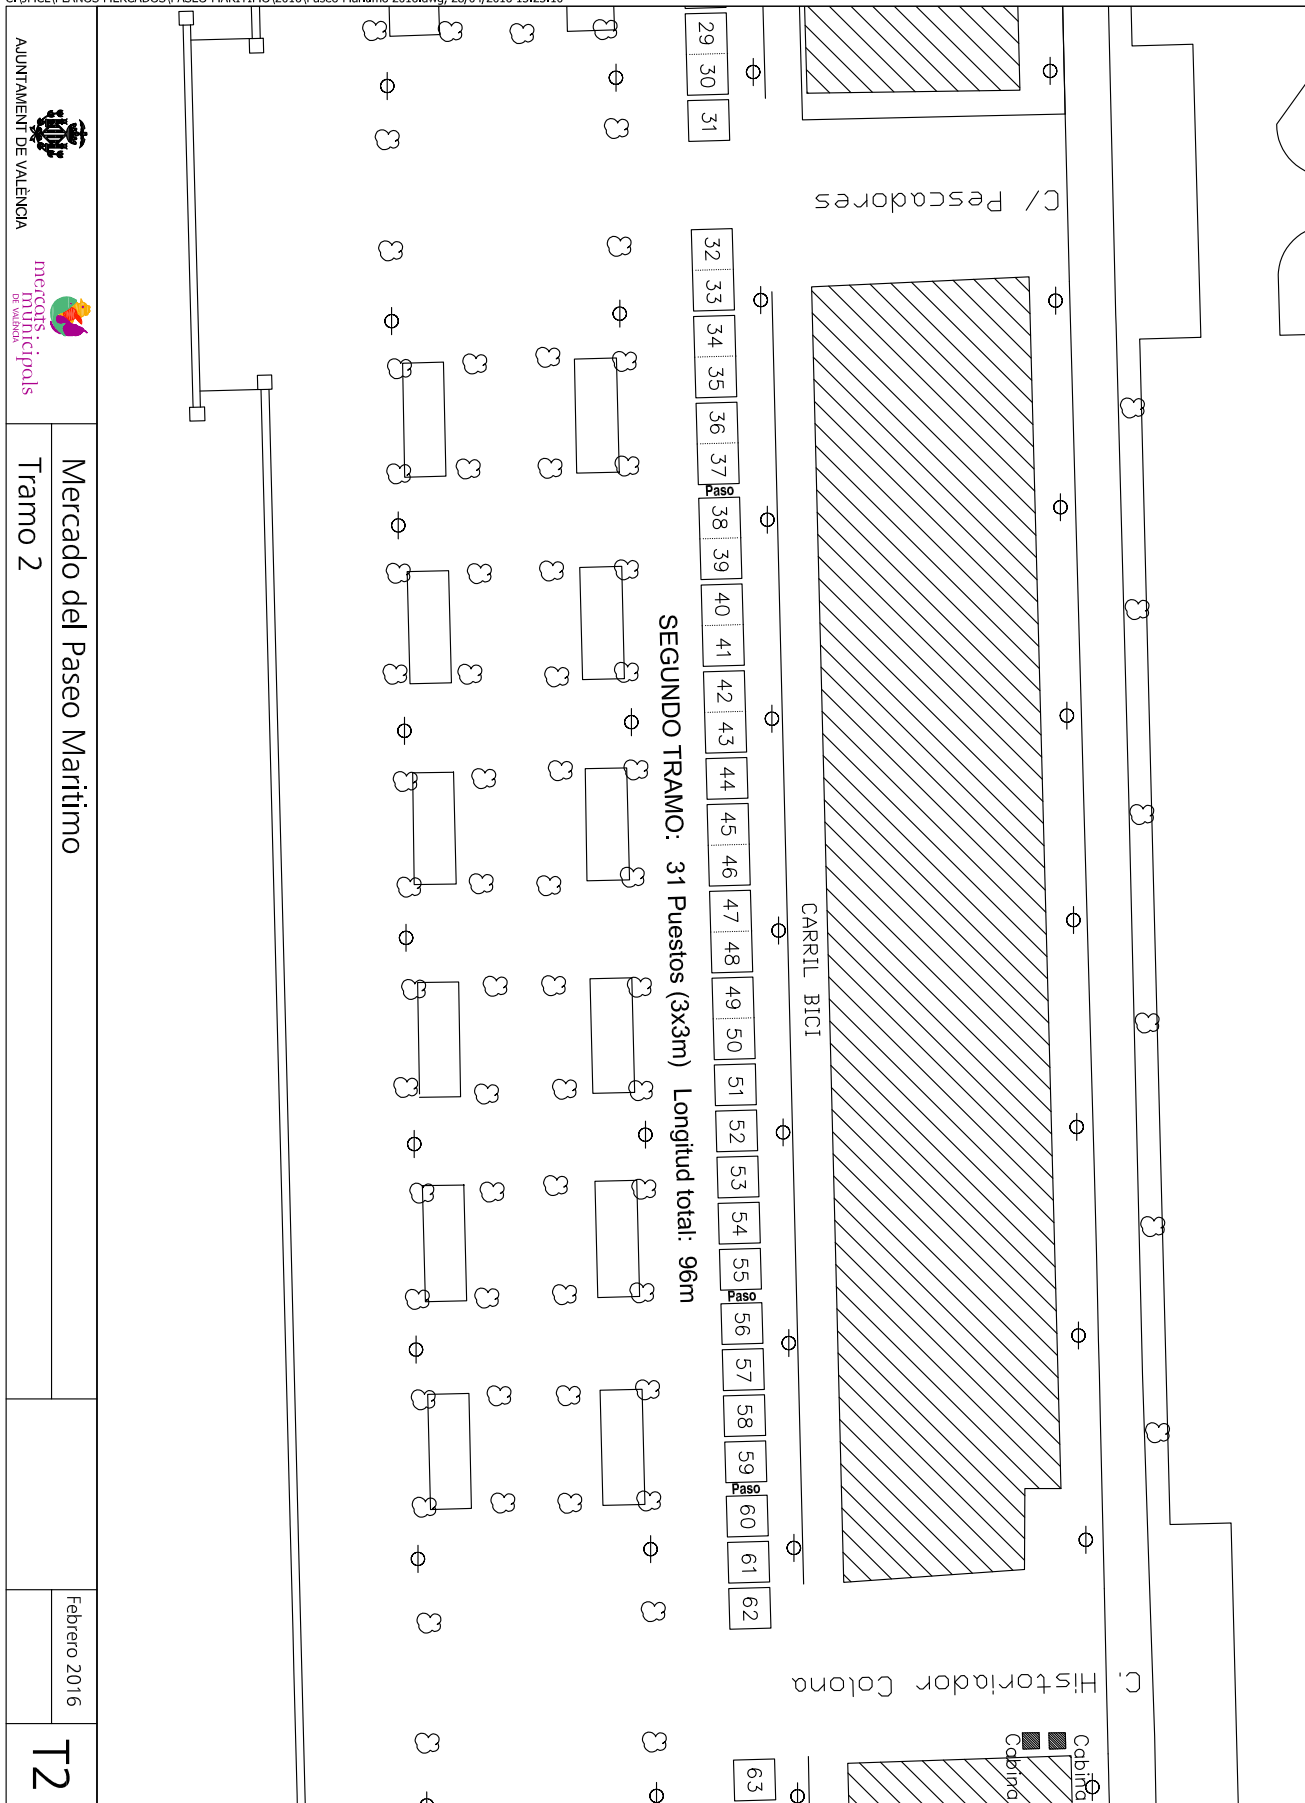 AJUNTAMENT DE VALÈNCIA
mercats
municipals
DE VALÈNCIA
Mercado del Paseo Maritimo
Tramo 2
Febrero 2016
T2
29
30
31
C/ Pescadores
32
33
34
35
36
37
Paso
38
39
40
41
42
43
44
45
46
47
48
49
50
51
52
53
54
55
Paso
56
57
58
59
Paso
60
61
62
63
SEGUNDO TRAMO: 31 Puestos (3x3m) Longitud total: 96m
CARRIL BICI
C. Historiador Colona
Cabina
Cabina